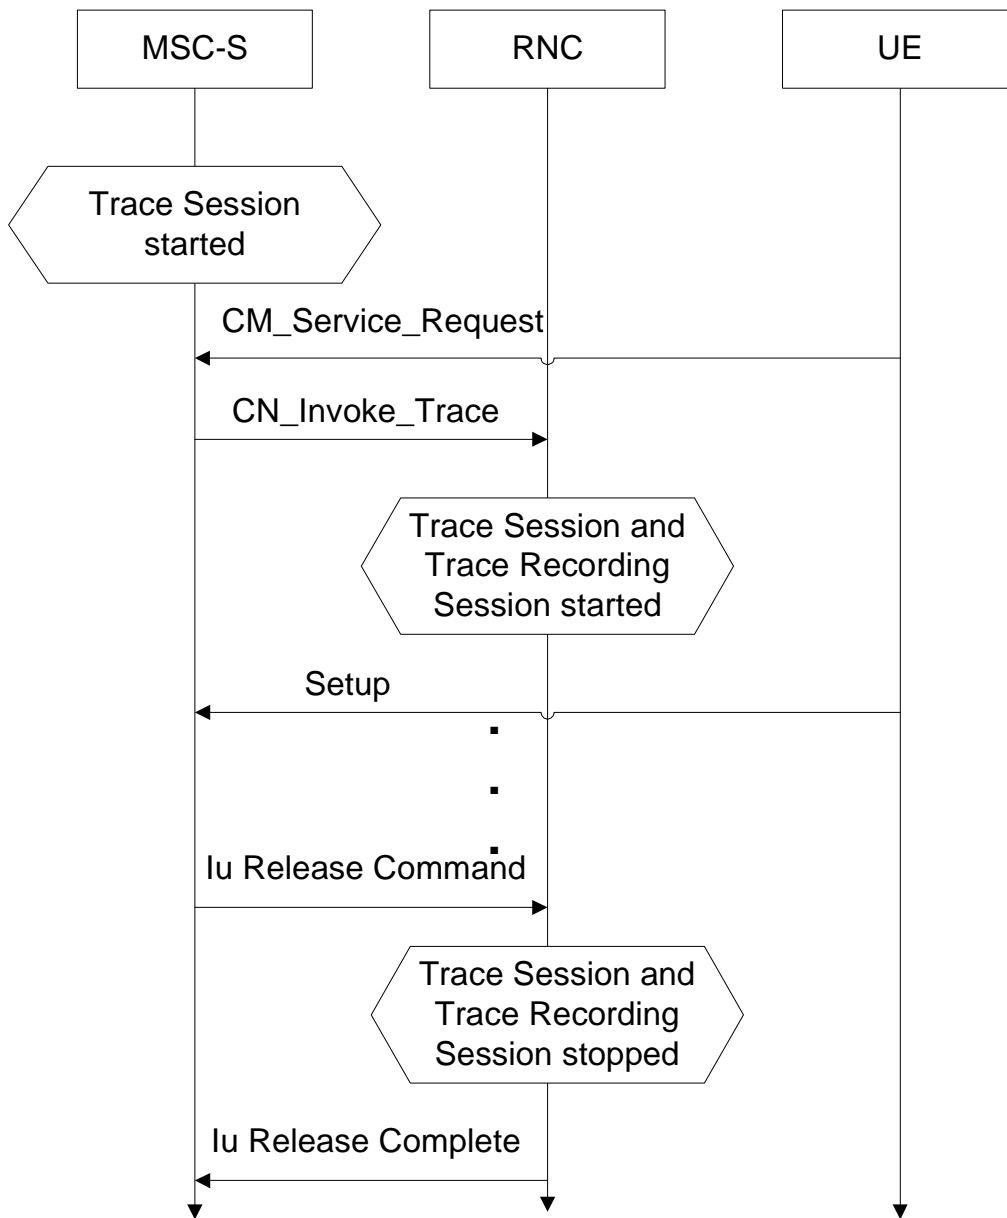 MSC-S
RNC
UE
Trace Session
started
CM_Service_Request
CN_Invoke_Trace
Trace Session and
Trace Recording
Session started
Setup
Iu Release Command
Trace Session and
Trace Recording
Session stopped
Iu Release Complete